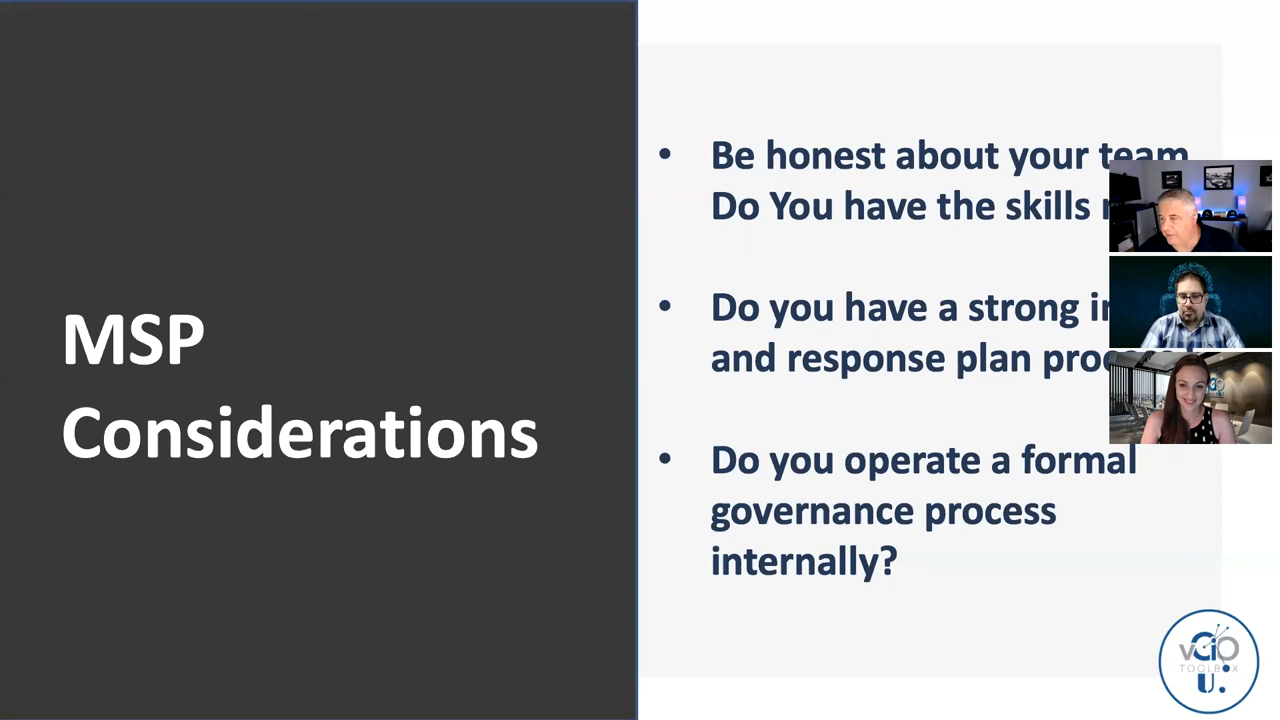 MSP
Considerations
• Be honest about your team
Do You have the skills
• Do you have a strong
and response plan
• Do you operate a formal
governance process
internally?
vCIO
TOOLBOX
U.